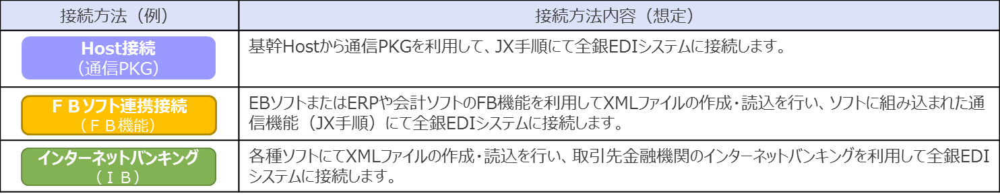 接続方法（例）
接続方法内容（想定）
Host接続
（通信PKG）
基幹Hostから通信PKGを利用して、JX手順にて全銀EDIシステムに接続します。
ＦＢソフト連携接続
（ＦＢ機能）
EBソフトまたはERPや会計ソフトのFB機能を利用してXMLファイルの作成・読込を行い、ソフトに組み込まれた通
信機能（JX手順）にて全銀EDIシステムに接続します。
インターネットバンキング
（ＩＢ）
各種ソフトにてXMLファイルの作成・読込を行い、取引先金融機関のインターネットバンキングを利用して全銀EDI
システムに接続します。